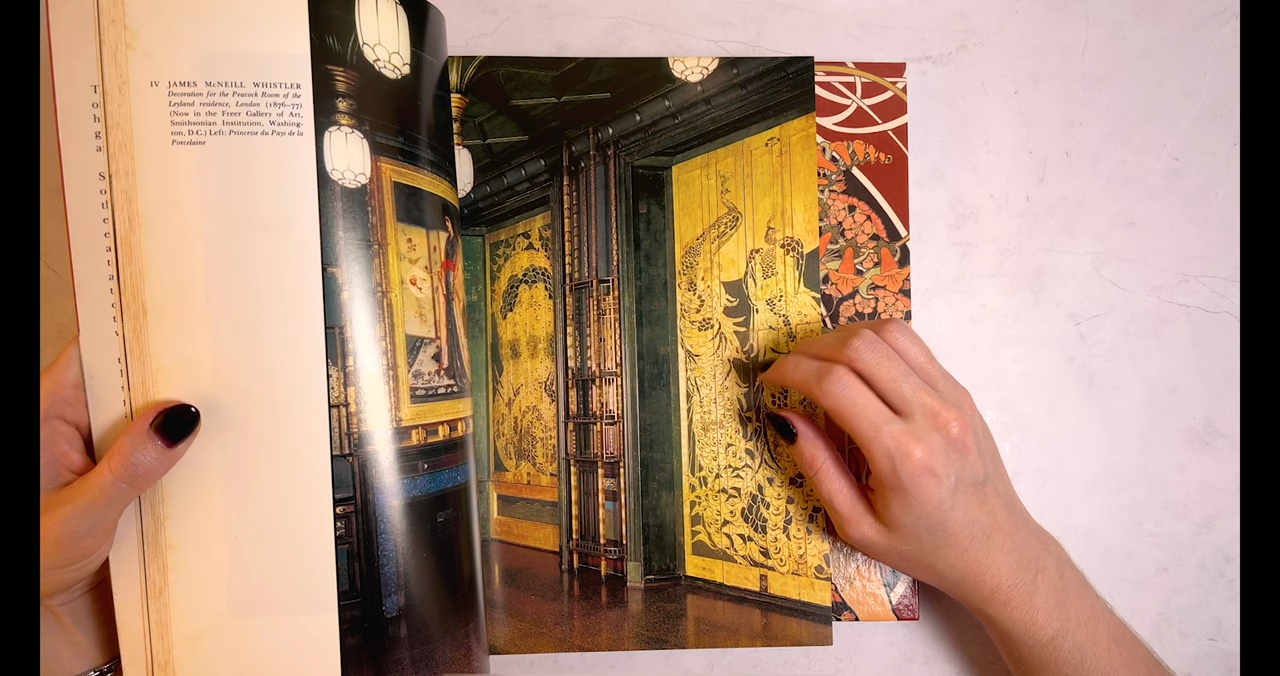 IV JAMES McNEILL WHISTLER
Decoration for the Peacock Room of the
Leyland residence, London (1876–77)
(Now in the Freer Gallery of Art,
Smithsonian Institution, Washing-
ton, D.C.) Left: Princesse du Pays de la
Porcelaine